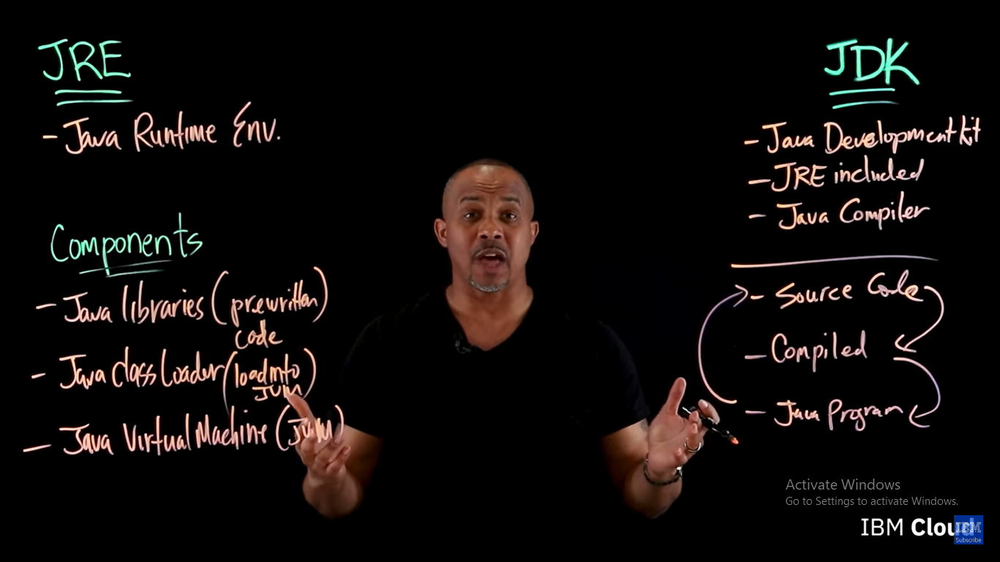 JRE
- Java Runtime Env.
Components
- Java libraries (prewritten)
code
- Java class Loader (load into
JVM)
- Java Virtual Machine (JVM)
JDK
- Java Development kit
- JRE included
- Java Compiler
- Source Code
- Compiled
- Java Program
Activate Windows
Go to Settings to activate Windows.
IBM Cloud
Subscribe